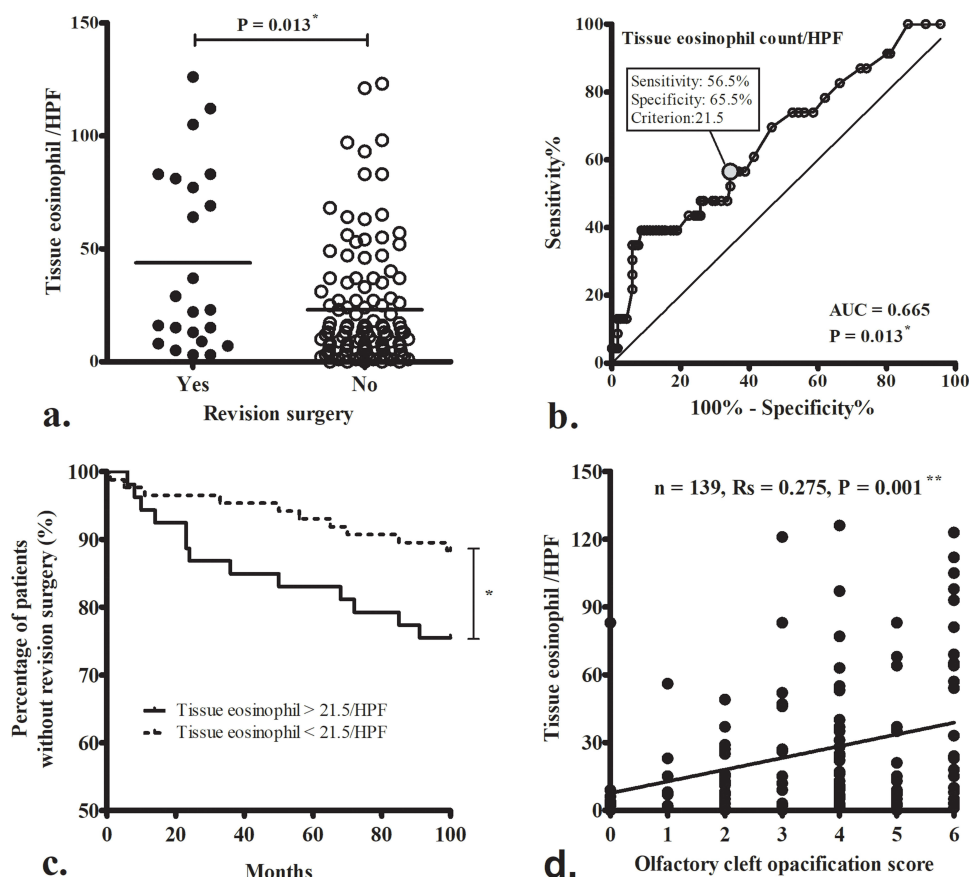 P = 0.013*
Tissue eosinophil /HPF
150
100
50
0
Yes
No
Revision surgery
a.
Tissue eosinophil count/HPF
Sensitivity: 56.5%
Specificity: 65.5%
Criterion:21.5
Sensitivity%
100
80
60
40
20
0
AUC = 0.665
P = 0.013*
0 20 40 60 80 100
100% - Specificity%
b.
Percentage of patients
without revision surgery (%)
100
90
80
70
60
50
*
Tissue eosinophil > 21.5/HPF
Tissue eosinophil < 21.5/HPF
0 20 40 60 80 100
Months
c.
n = 139, Rs = 0.275, P = 0.001**
Tissue eosinophil /HPF
150
120
90
60
30
0
0 1 2 3 4 5 6
Olfactory cleft opacification score
d.